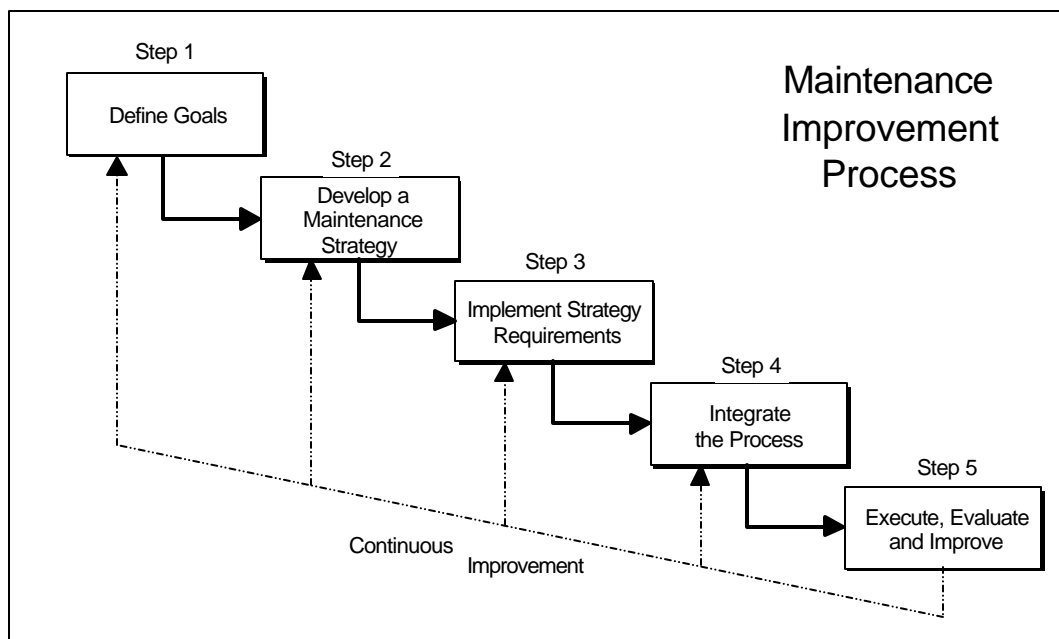 Maintenance
Improvement
Process
Step 1
Define Goals
Step 2
Develop a
Maintenance
Strategy
Step 3
Implement Strategy
Requirements
Step 4
Integrate
the Process
Step 5
Execute, Evaluate
and Improve
Continuous
Improvement